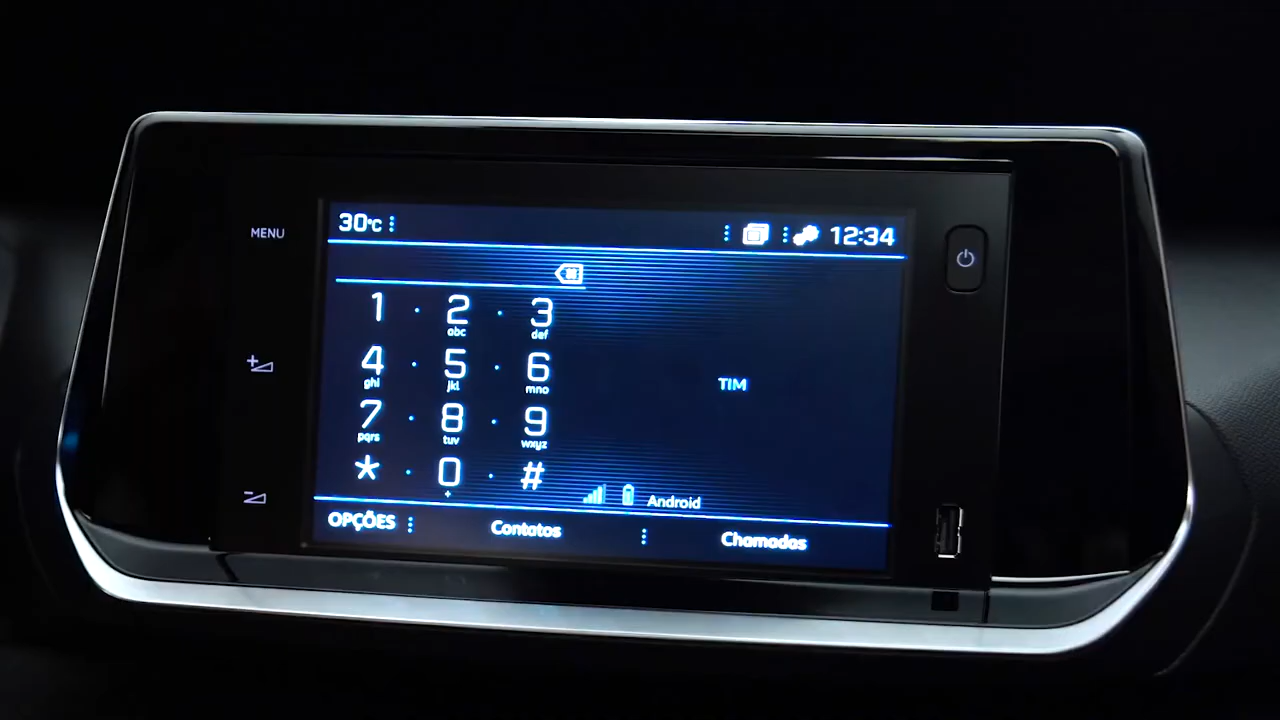 MENU
30°C
12:34
1 2 3
abc def
4 5 6
ghi jkl mno
7 8 9
pqrs tuv wxyz
* 0 #
+
TIM
Android
OPÇÕES
Contatos
Chamadas